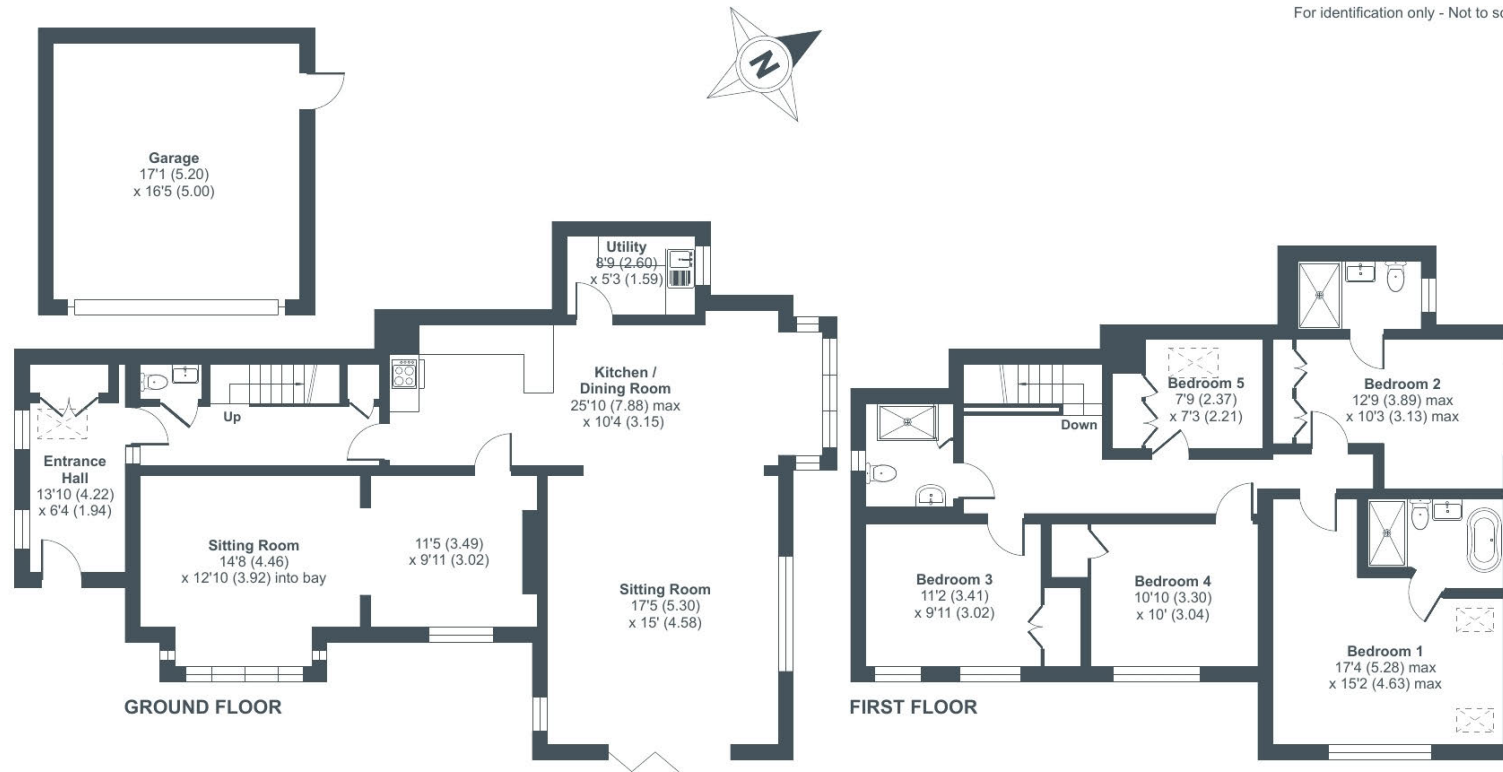 For identification only - Not to sc
N
Garage
17'1 (5.20)
x 16'5 (5.00)
Utility
8'9 (2.60)
x 5'3 (1.59)
Kitchen /
Dining Room
25'10 (7.88) max
x 10'4 (3.15)
Up
Entrance
Hall
13'10 (4.22)
x 6'4 (1.94)
Sitting Room
14'8 (4.46)
x 12'10 (3.92) into bay
11'5 (3.49)
x 9'11 (3.02)
Sitting Room
17'5 (5.30)
x 15' (4.58)
GROUND FLOOR
Bedroom 5
7'9 (2.37)
x 7'3 (2.21)
Bedroom 2
12'9 (3.89) max
x 10'3 (3.13) max
Down
Bedroom 3
11'2 (3.41)
x 9'11 (3.02)
Bedroom 4
10'10 (3.30)
x 10' (3.04)
Bedroom 1
17'4 (5.28) max
x 15'2 (4.63) max
FIRST FLOOR